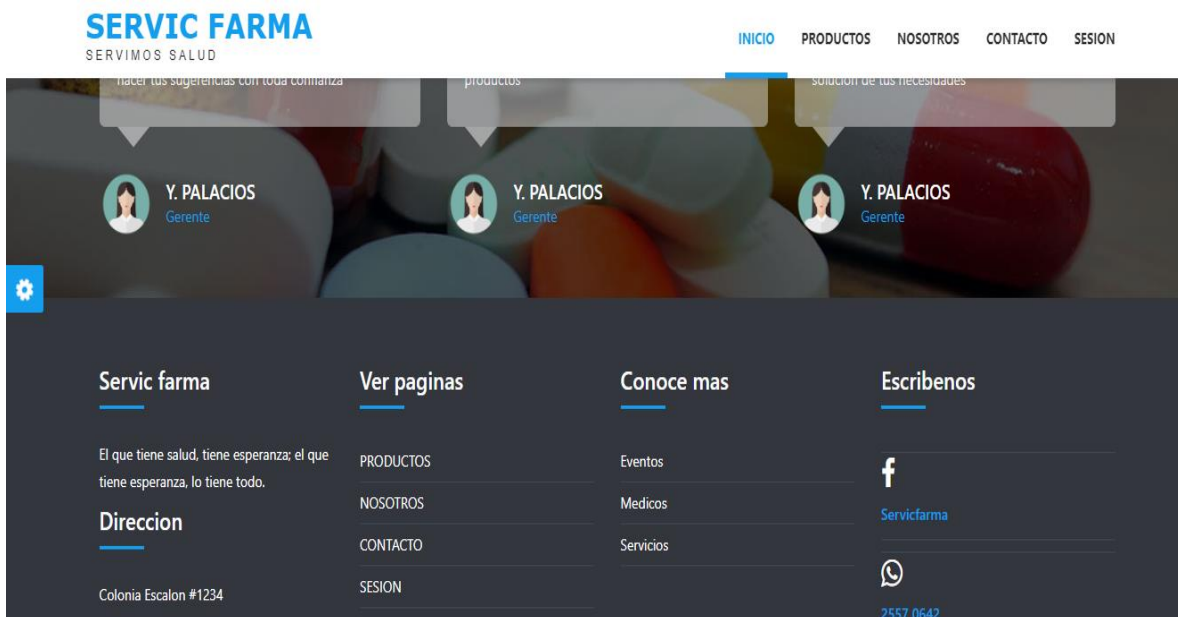 SERVIC FARMA
SERVIMOS SALUD
INICIO PRODUCTOS NOSOTROS CONTACTO SESION
hacer tus sugerencias con toda confianza
productos
solucion de tus necesidades
Y. PALACIOS
Gerente
Y. PALACIOS
Gerente
Y. PALACIOS
Gerente
Servic farma
El que tiene salud, tiene esperanza; el que
tiene esperanza, lo tiene todo.
Direccion
Colonia Escalon #1234
Ver paginas
PRODUCTOS
NOSOTROS
CONTACTO
SESION
Conoce mas
Eventos
Medicos
Servicios
Escribenos
Servicfarma
2557 0642